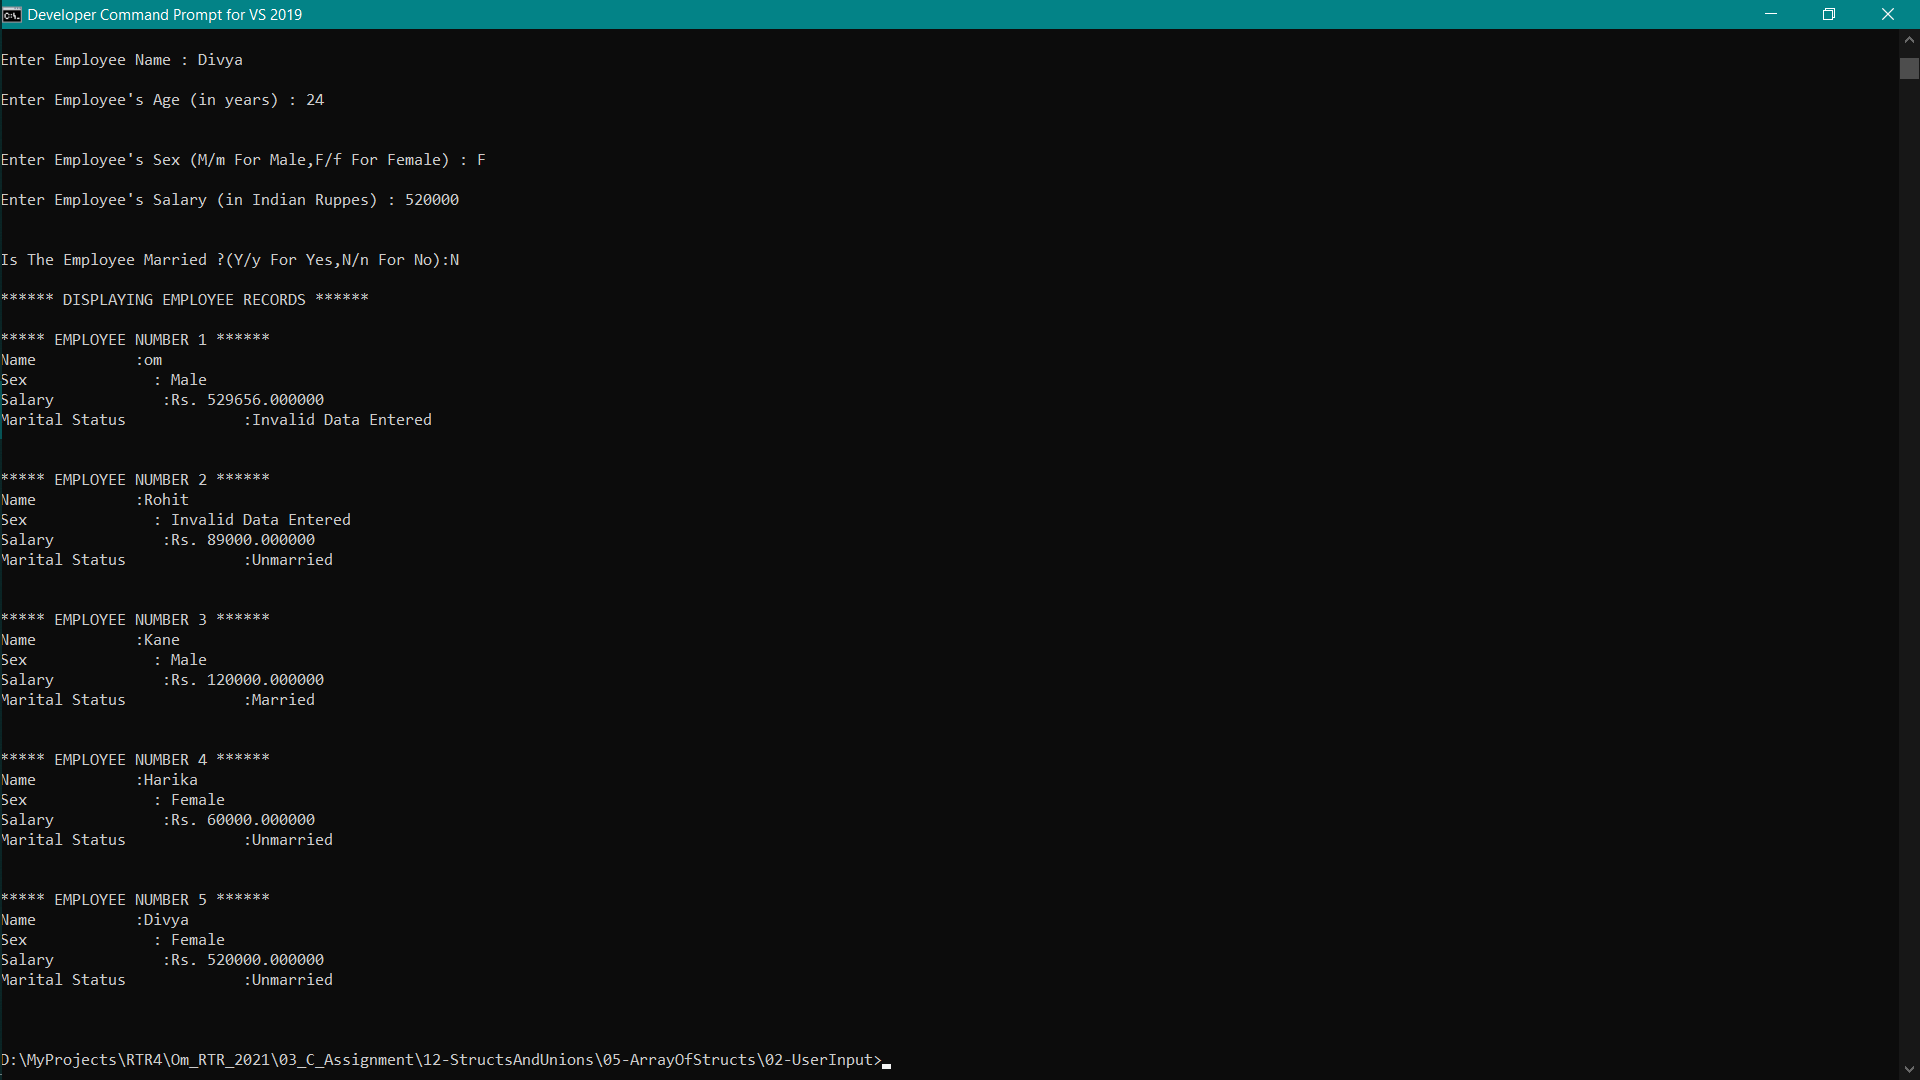 Developer Command Prompt for VS 2019
Enter Employee Name : Divya
Enter Employee's Age (in years) : 24
Enter Employee's Sex (M/m For Male,F/f For Female) : F
Enter Employee's Salary (in Indian Ruppes) : 520000
Is The Employee Married ?(Y/y For Yes,N/n For No):N
****** DISPLAYING EMPLOYEE RECORDS ******
***** EMPLOYEE NUMBER 1 ******
Name :om
Sex : Male
Salary :Rs. 529656.000000
Marital Status :Invalid Data Entered
***** EMPLOYEE NUMBER 2 ******
Name :Rohit
Sex : Invalid Data Entered
Salary :Rs. 89000.000000
Marital Status :Unmarried
***** EMPLOYEE NUMBER 3 ******
Name :Kane
Sex : Male
Salary :Rs. 120000.000000
Marital Status :Married
***** EMPLOYEE NUMBER 4 ******
Name :Harika
Sex : Female
Salary :Rs. 60000.000000
Marital Status :Unmarried
***** EMPLOYEE NUMBER 5 ******
Name :Divya
Sex : Female
Salary :Rs. 520000.000000
Marital Status :Unmarried
D:\MyProjects\RTR4\Om_RTR_2021\03_C_Assignment\12-StructsAndUnions\05-ArrayOfStructs\02-UserInput>